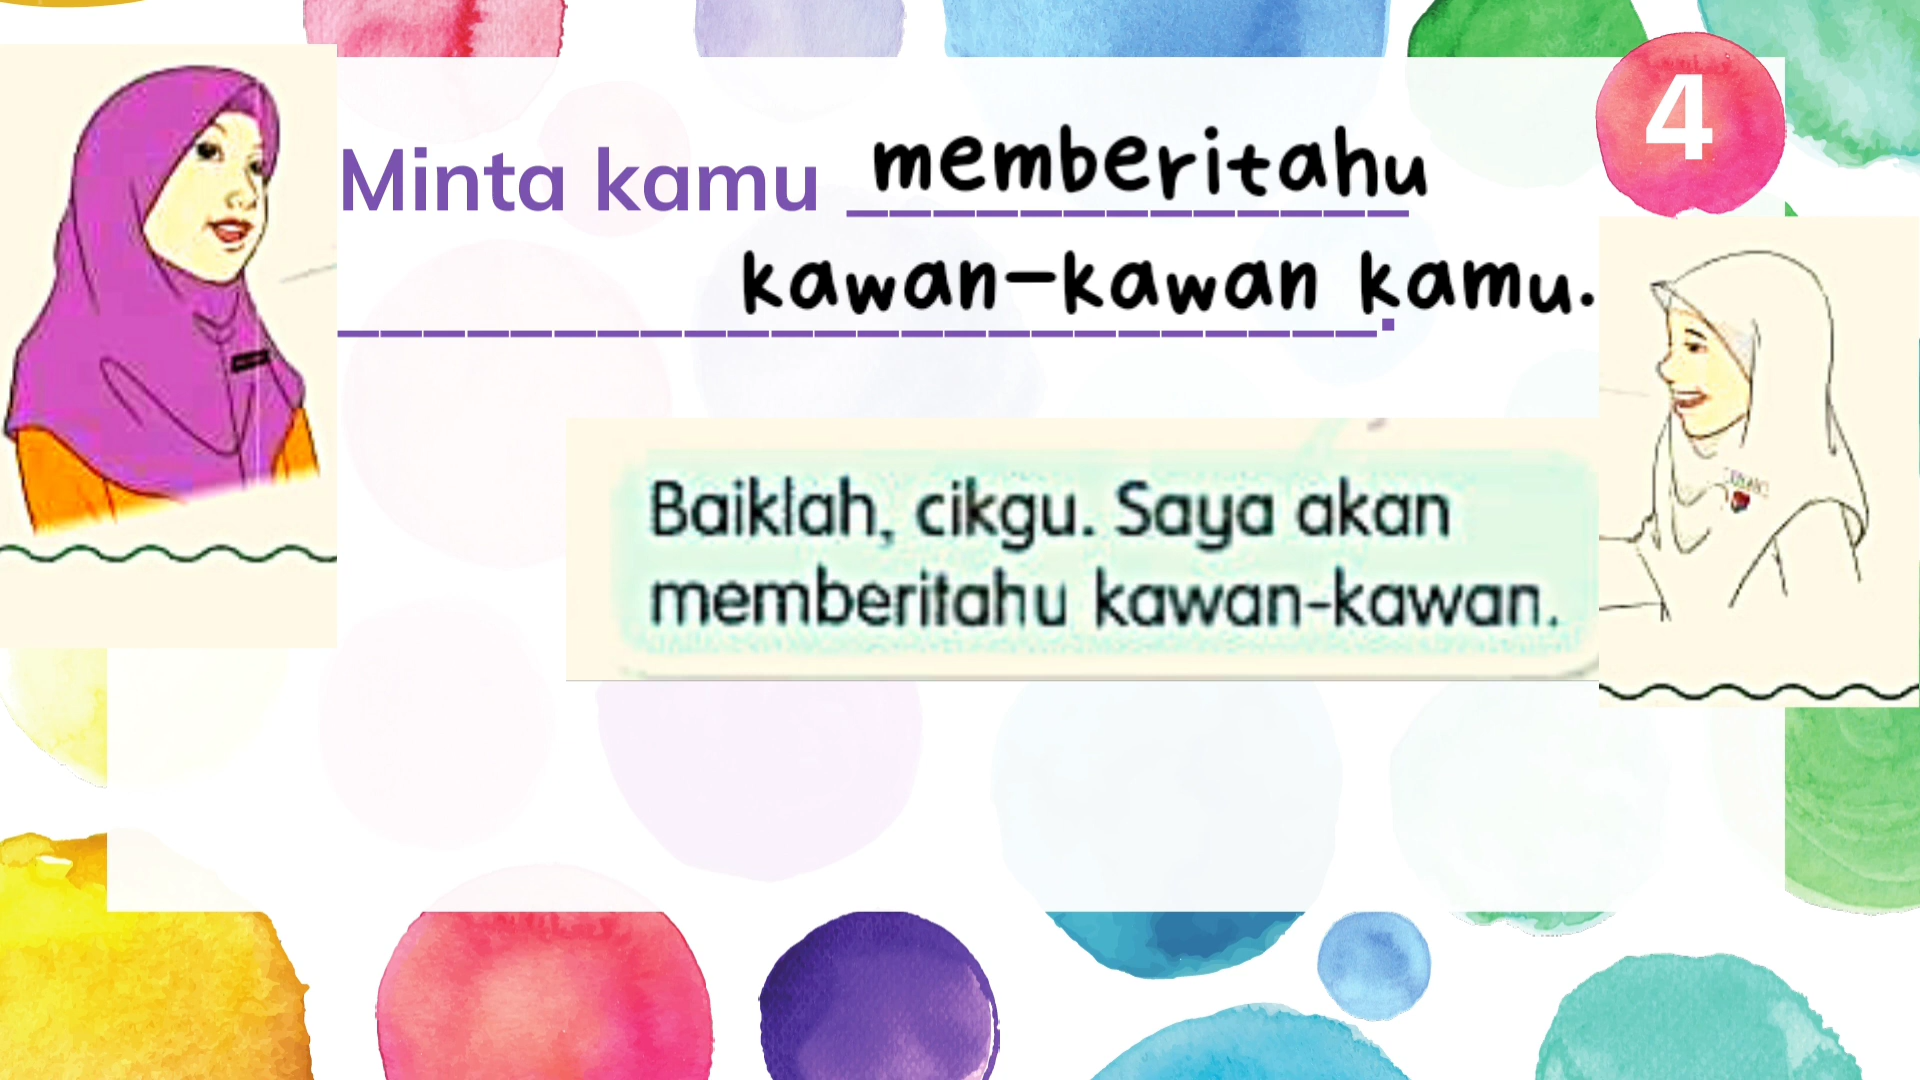 4
Minta kamu memberitahu
kawan-kawan kamu.
Baiklah, cikgu. Saya akan
memberitahu kawan-kawan.